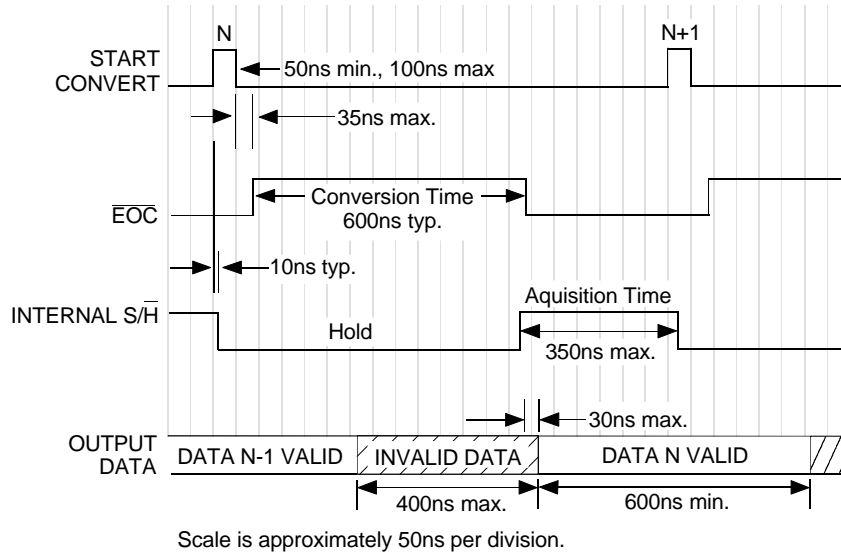 N
N+1
START
CONVERT
50ns min., 100ns max
35ns max.
EOC
Conversion Time
600ns typ.
10ns typ.
INTERNAL S/H
Aquisition Time
Hold
350ns max.
30ns max.
OUTPUT
DATA
DATA N-1 VALID
INVALID DATA
DATA N VALID
400ns max.
600ns min.
Scale is approximately 50ns per division.